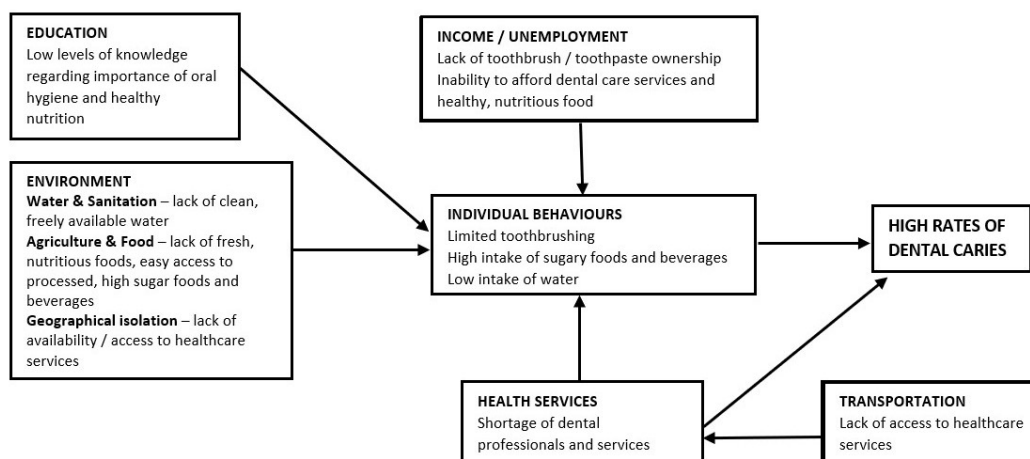 EDUCATION
Low levels of knowledge
regarding importance of oral
hygiene and healthy
nutrition
INCOME / UNEMPLOYMENT
Lack of toothbrush / toothpaste ownership
Inability to afford dental care services and
healthy, nutritious food
ENVIRONMENT
Water & Sanitation – lack of clean,
freely available water
Agriculture & Food – lack of fresh,
nutritious foods, easy access to
processed, high sugar foods and
beverages
Geographical isolation – lack of
availability / access to healthcare
services
INDIVIDUAL BEHAVIOURS
Limited toothbrushing
High intake of sugary foods and beverages
Low intake of water
HIGH RATES OF
DENTAL CARIES
HEALTH SERVICES
Shortage of dental
professionals and services
TRANSPORTATION
Lack of access to healthcare
services